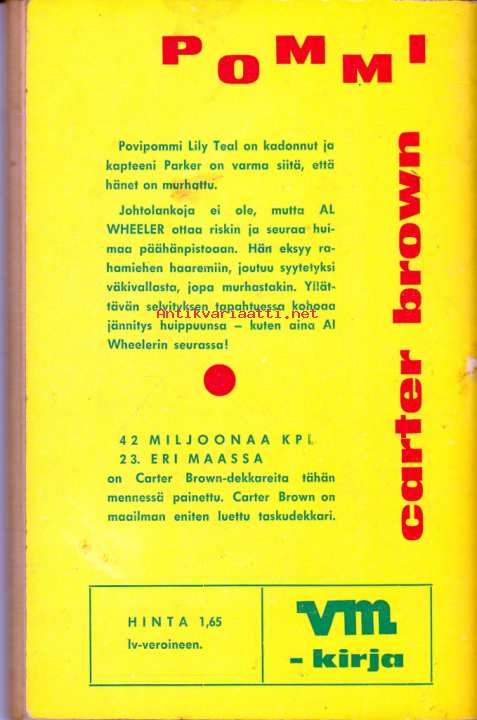 POMMI
carter brown
Povipommi Lily Teal on kadonnut ja
kapteeni Parker on varma siitä, että
hänet on murhattu.
Johtolankoja ei ole, mutta AL
WHEELER ottaa riskin ja seuraa hui-
maa päähänpistoaan. Hän eksyy ra-
hamiehen haaremiin, joutuu syytetyksi
väkivallasta, jopa murhastakin. Yllät-
tävän selvityksen tapahtuessa kohoaa
Antikvariaatti.net
jännitys huippuunsa – kuten aina Al
Wheelerin seurassa!
42 MILJOONAA KPL
23. ERI MAASSA
on Carter Brown-dekkareita tähän
mennessä painettu. Carter Brown on
maailman eniten luettu taskudekkari.
HINTA 1,65
lv-veroineen.
vm
- kirja